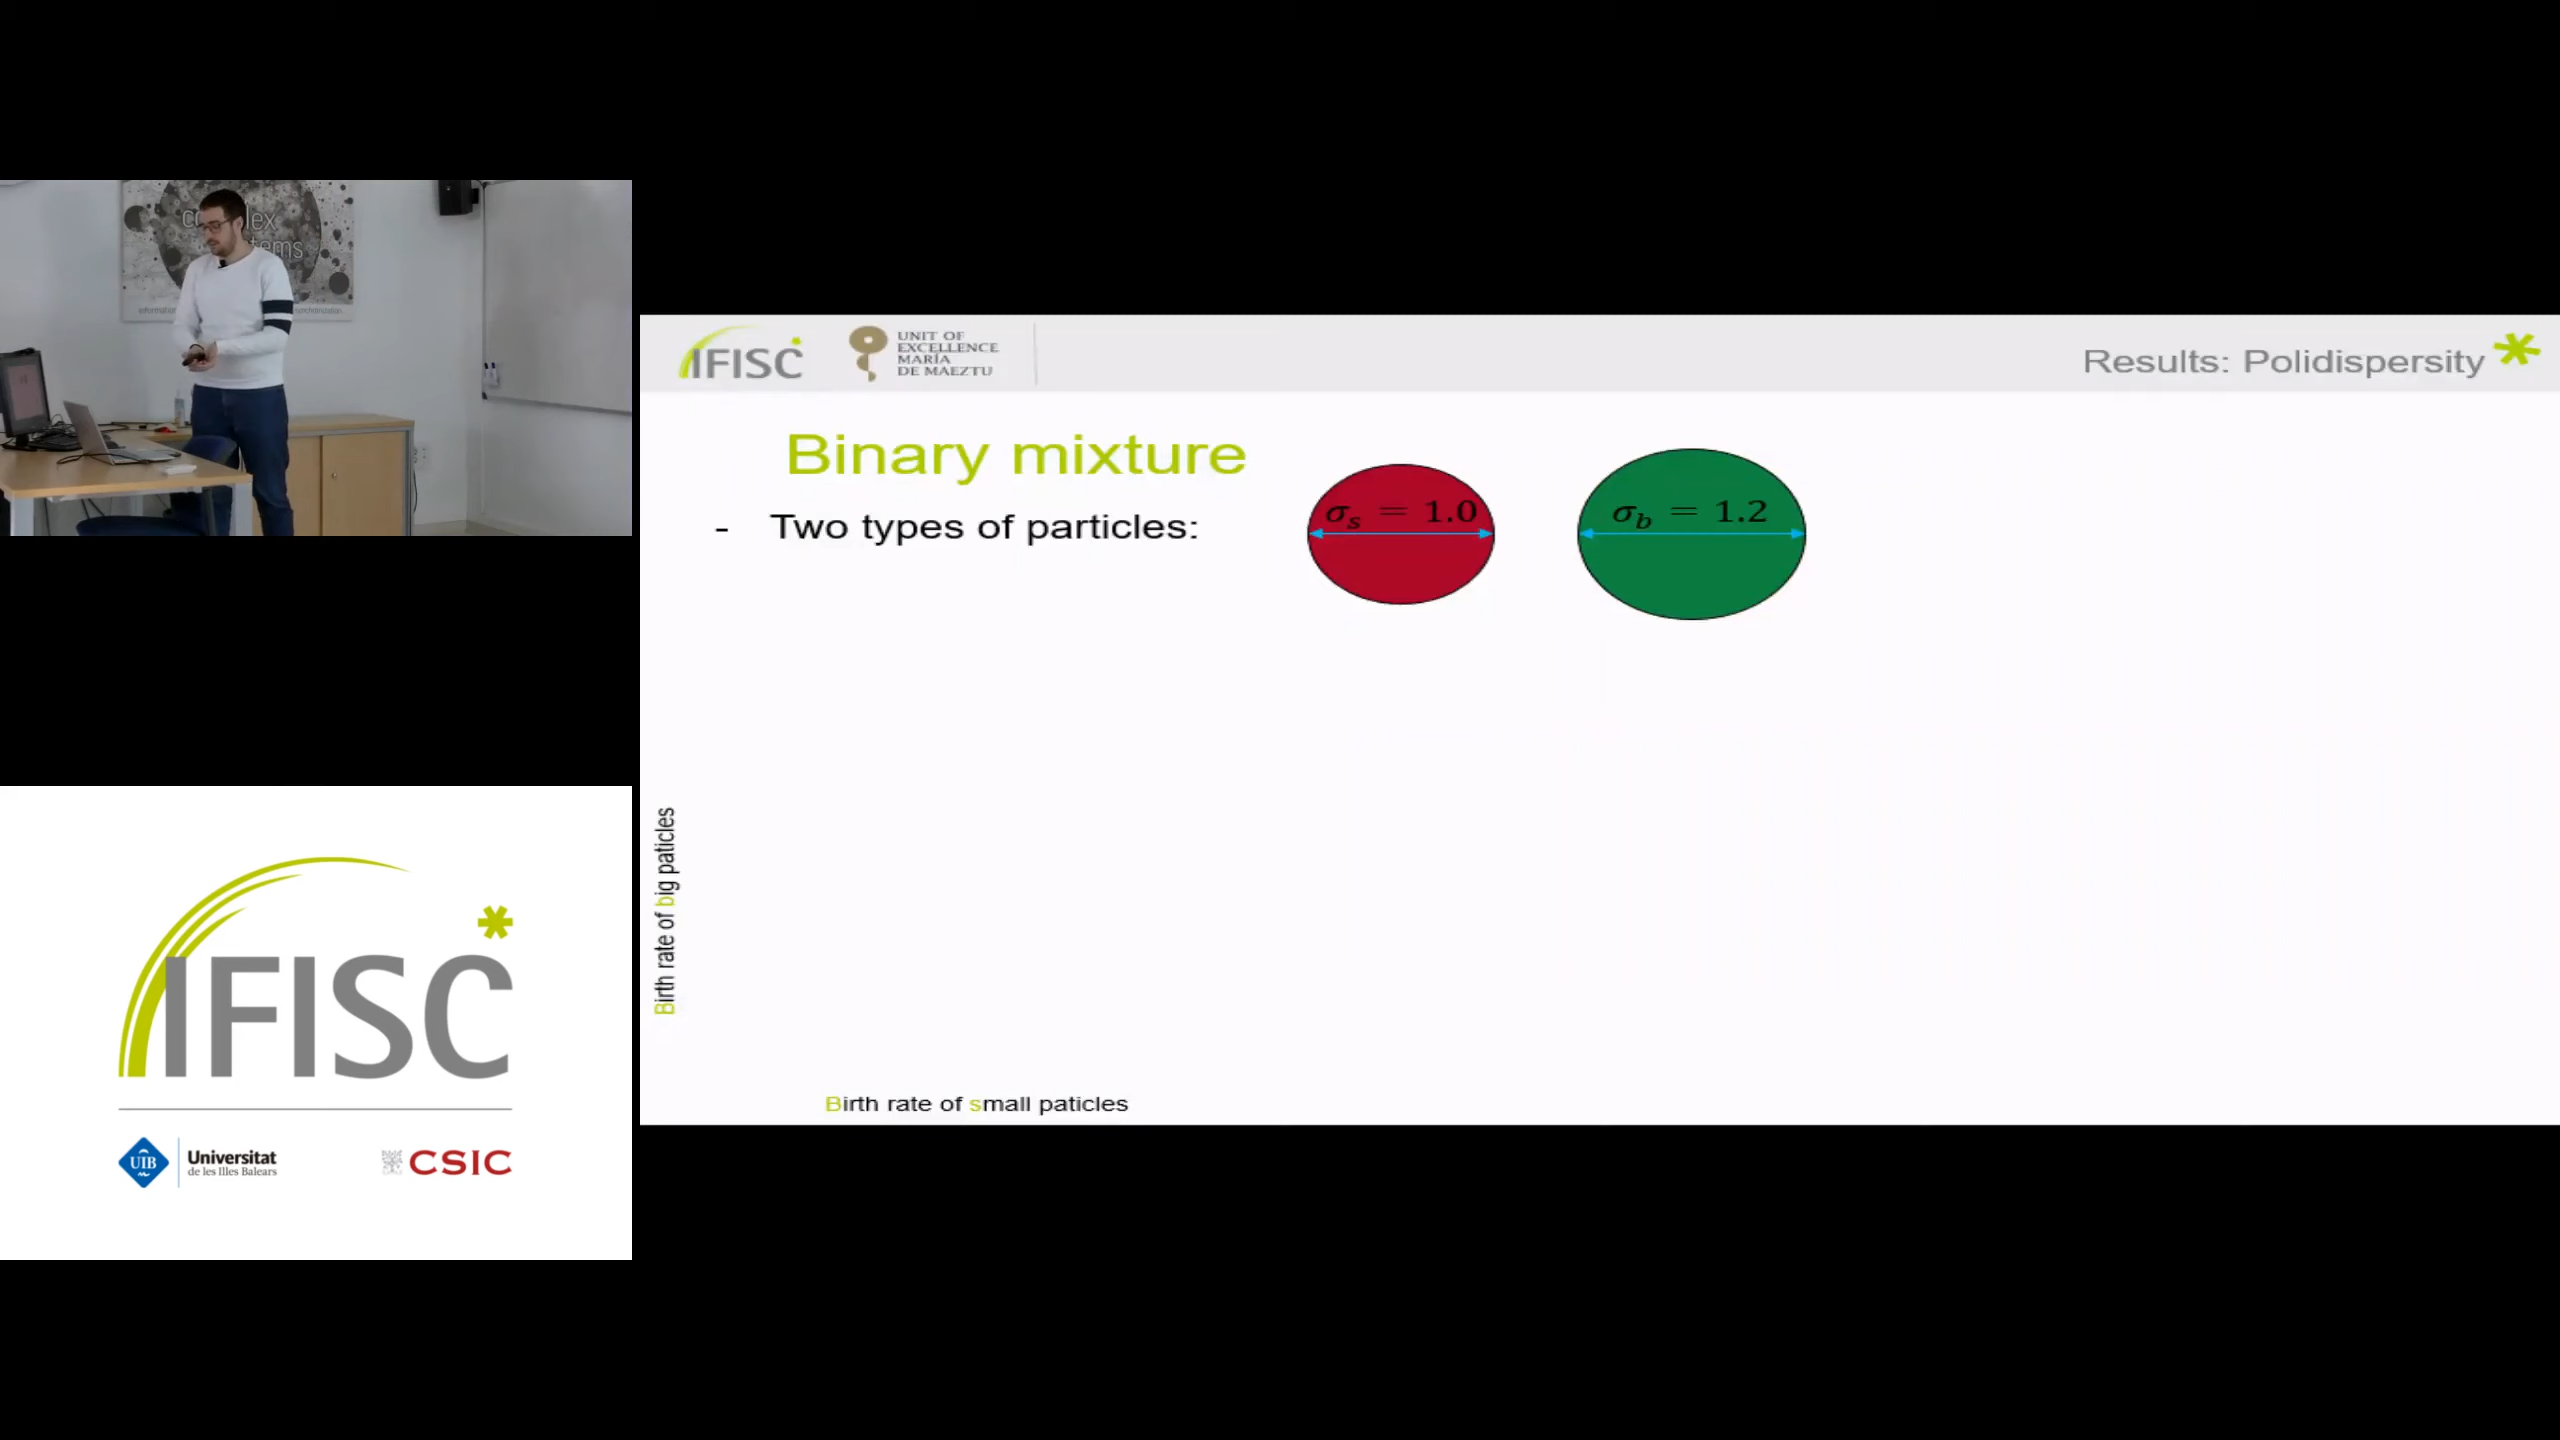 IFISC
UNIT OF
EXCELLENCE
MARÍA
DE MAEZTU
Results: Polidispersity
Binary mixture
- Two types of particles:
σs = 1.0
σb = 1.2
Birth rate of big paticles
Birth rate of small paticles
IFISC
UIB
Universitat
de les Illes Balears
CSIC